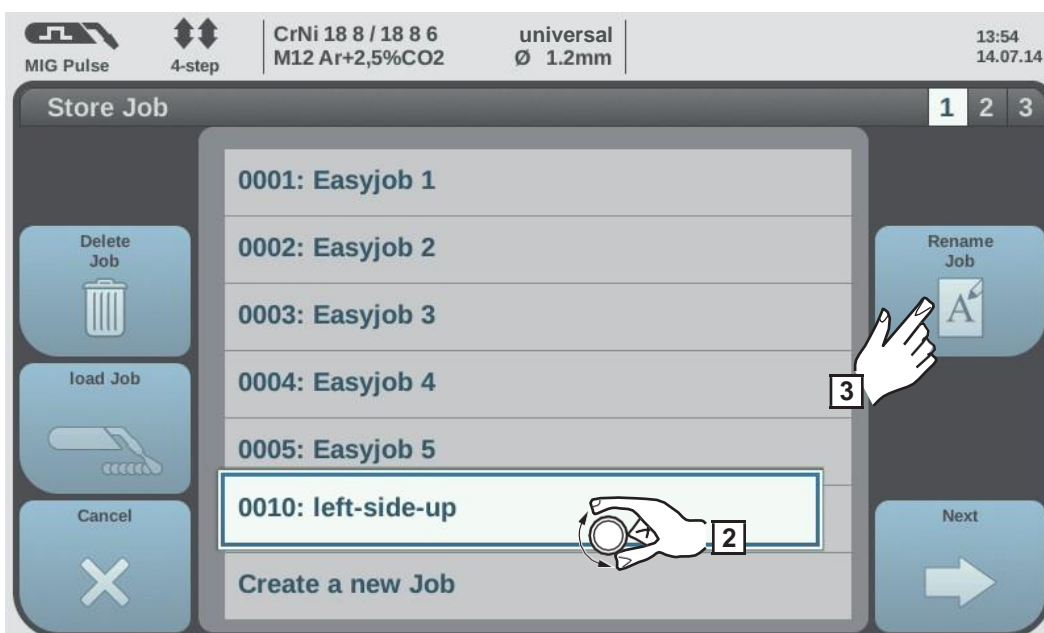 CrNi 18 8 / 18 8 6 universal 13:54
MIG Pulse 4-step M12 Ar+2,5%CO2 Ø 1.2mm 14.07.14
Store Job 1 2 3
0001: Easyjob 1
Delete
Job
0002: Easyjob 2
Rename
Job
A
0003: Easyjob 3
load Job
0004: Easyjob 4
3
0005: Easyjob 5
Cancel
0010: left-side-up
2
Next
Create a new Job